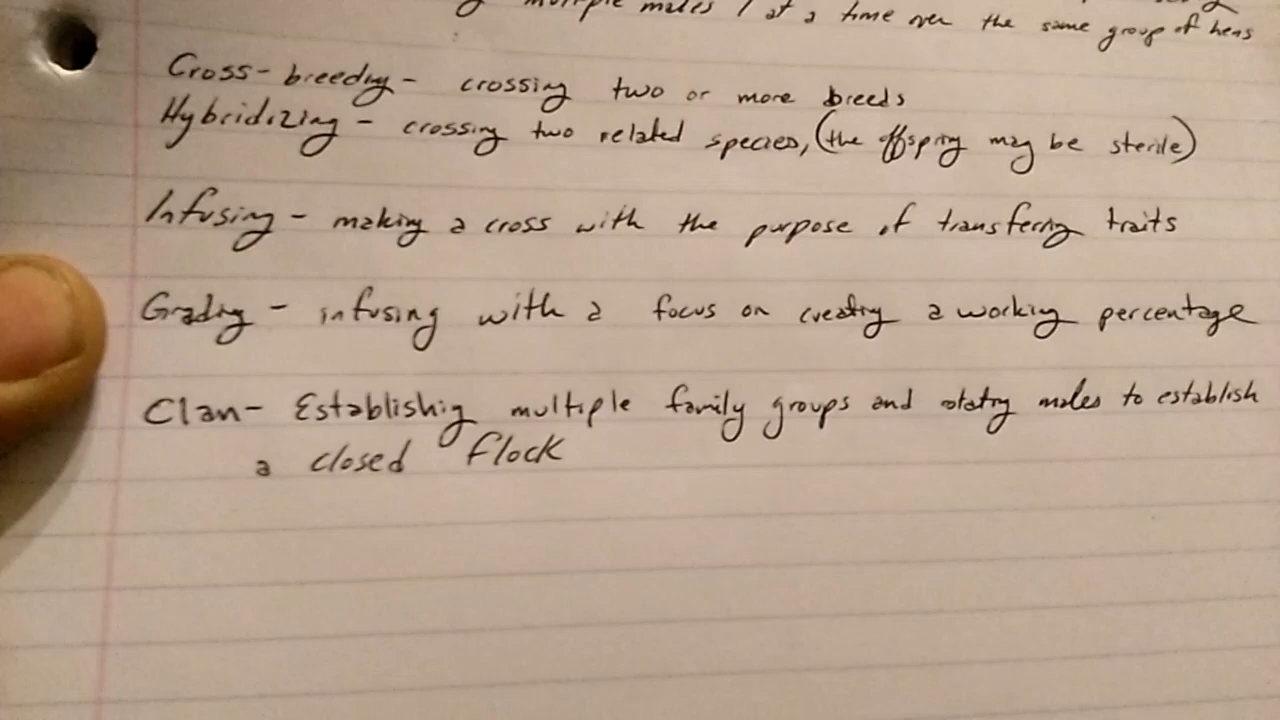 multiple males 1 at a time over the same group of hens
Cross-breeding - crossing two or more breeds
Hybridizing - crossing two related species, (the offspring may be sterile)
Infusing - making a cross with the purpose of transferring traits
Grading - infusing with a focus on creating a working percentage
Clan - Establishing multiple family groups and rotating males to establish
a closed flock